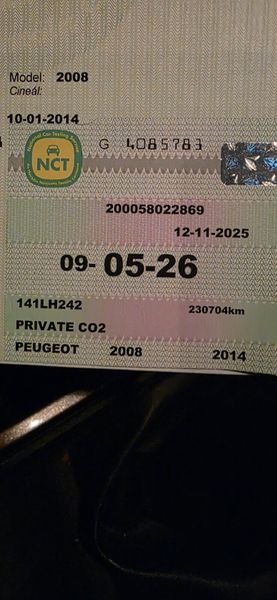 Model: 2008
Cineál:
10-01-2014
NCT
G 4085783
200058022869
12-11-2025
09-05-26
141LH242
230704km
PRIVATE CO2
PEUGEOT 2008 2014